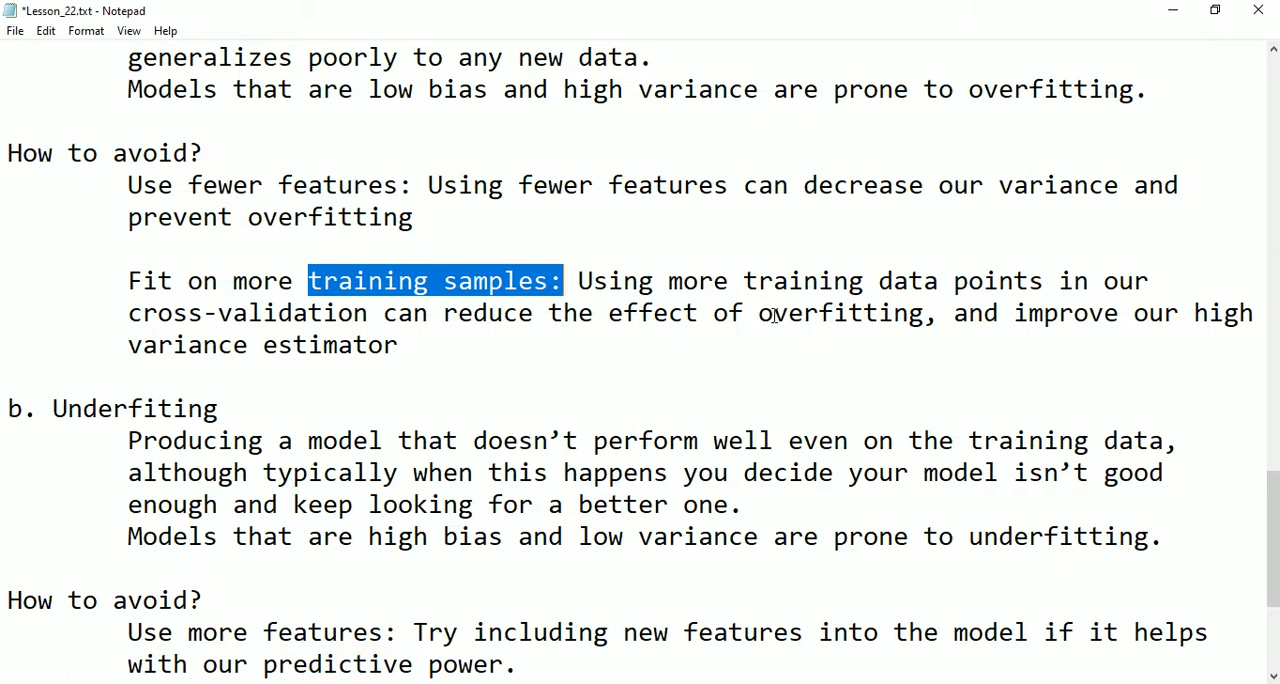 *Lesson_22.txt - Notepad
File Edit Format View Help
generalizes poorly to any new data.
Models that are low bias and high variance are prone to overfitting.
How to avoid?
Use fewer features: Using fewer features can decrease our variance and
prevent overfitting
Fit on more training samples: Using more training data points in our
cross-validation can reduce the effect of overfitting, and improve our high
variance estimator
b. Underfiting
Producing a model that doesn’t perform well even on the training data,
although typically when this happens you decide your model isn’t good
enough and keep looking for a better one.
Models that are high bias and low variance are prone to underfitting.
How to avoid?
Use more features: Try including new features into the model if it helps
with our predictive power.